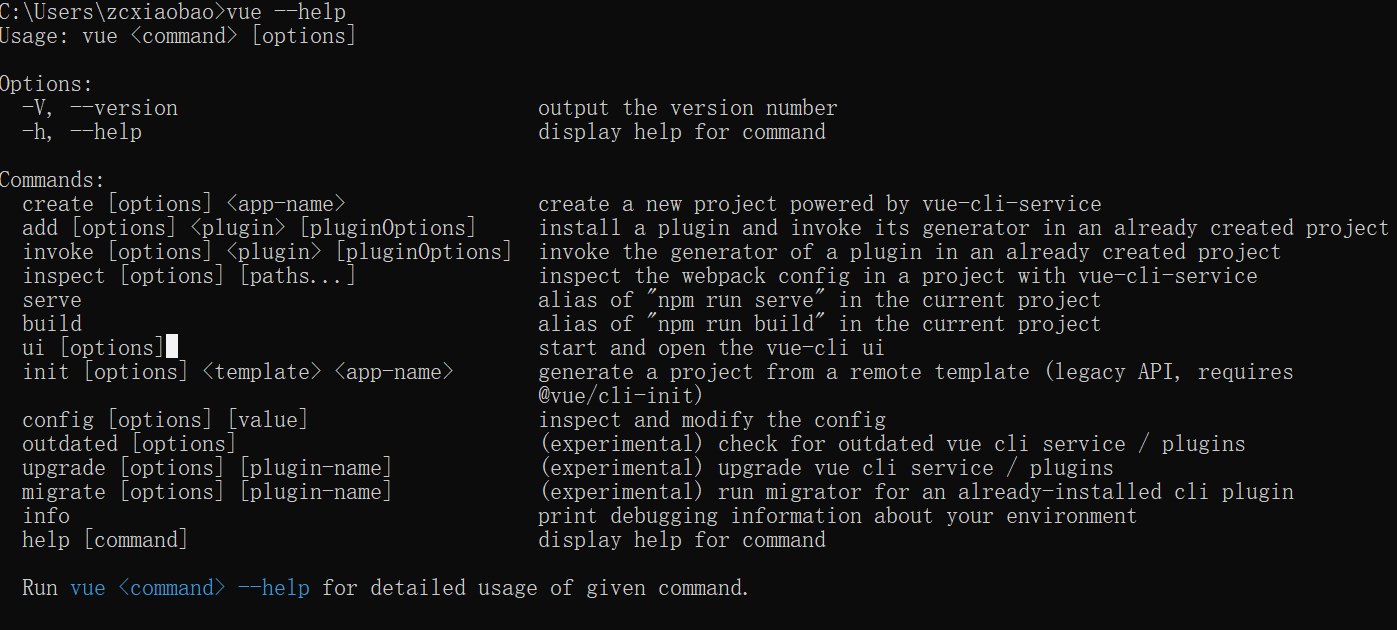 C:\Users\zcxiaobao>vue --help
Usage: vue <command> [options]
Options:
-V, --version output the version number
-h, --help display help for command
Commands:
create [options] <app-name> create a new project powered by vue-cli-service
add [options] <plugin> [pluginOptions] install a plugin and invoke its generator in an already created project
invoke [options] <plugin> [pluginOptions] invoke the generator of a plugin in an already created project
inspect [options] [paths...] inspect the webpack config in a project with vue-cli-service
serve alias of "npm run serve" in the current project
build alias of "npm run build" in the current project
ui [options] start and open the vue-cli ui
init [options] <template> <app-name> generate a project from a remote template (legacy API, requires
@vue/cli-init)
config [options] [value] inspect and modify the config
outdated [options] (experimental) check for outdated vue cli service / plugins
upgrade [options] [plugin-name] (experimental) upgrade vue cli service / plugins
migrate [options] [plugin-name] (experimental) run migrator for an already-installed cli plugin
info print debugging information about your environment
help [command] display help for command
Run vue <command> --help for detailed usage of given command.